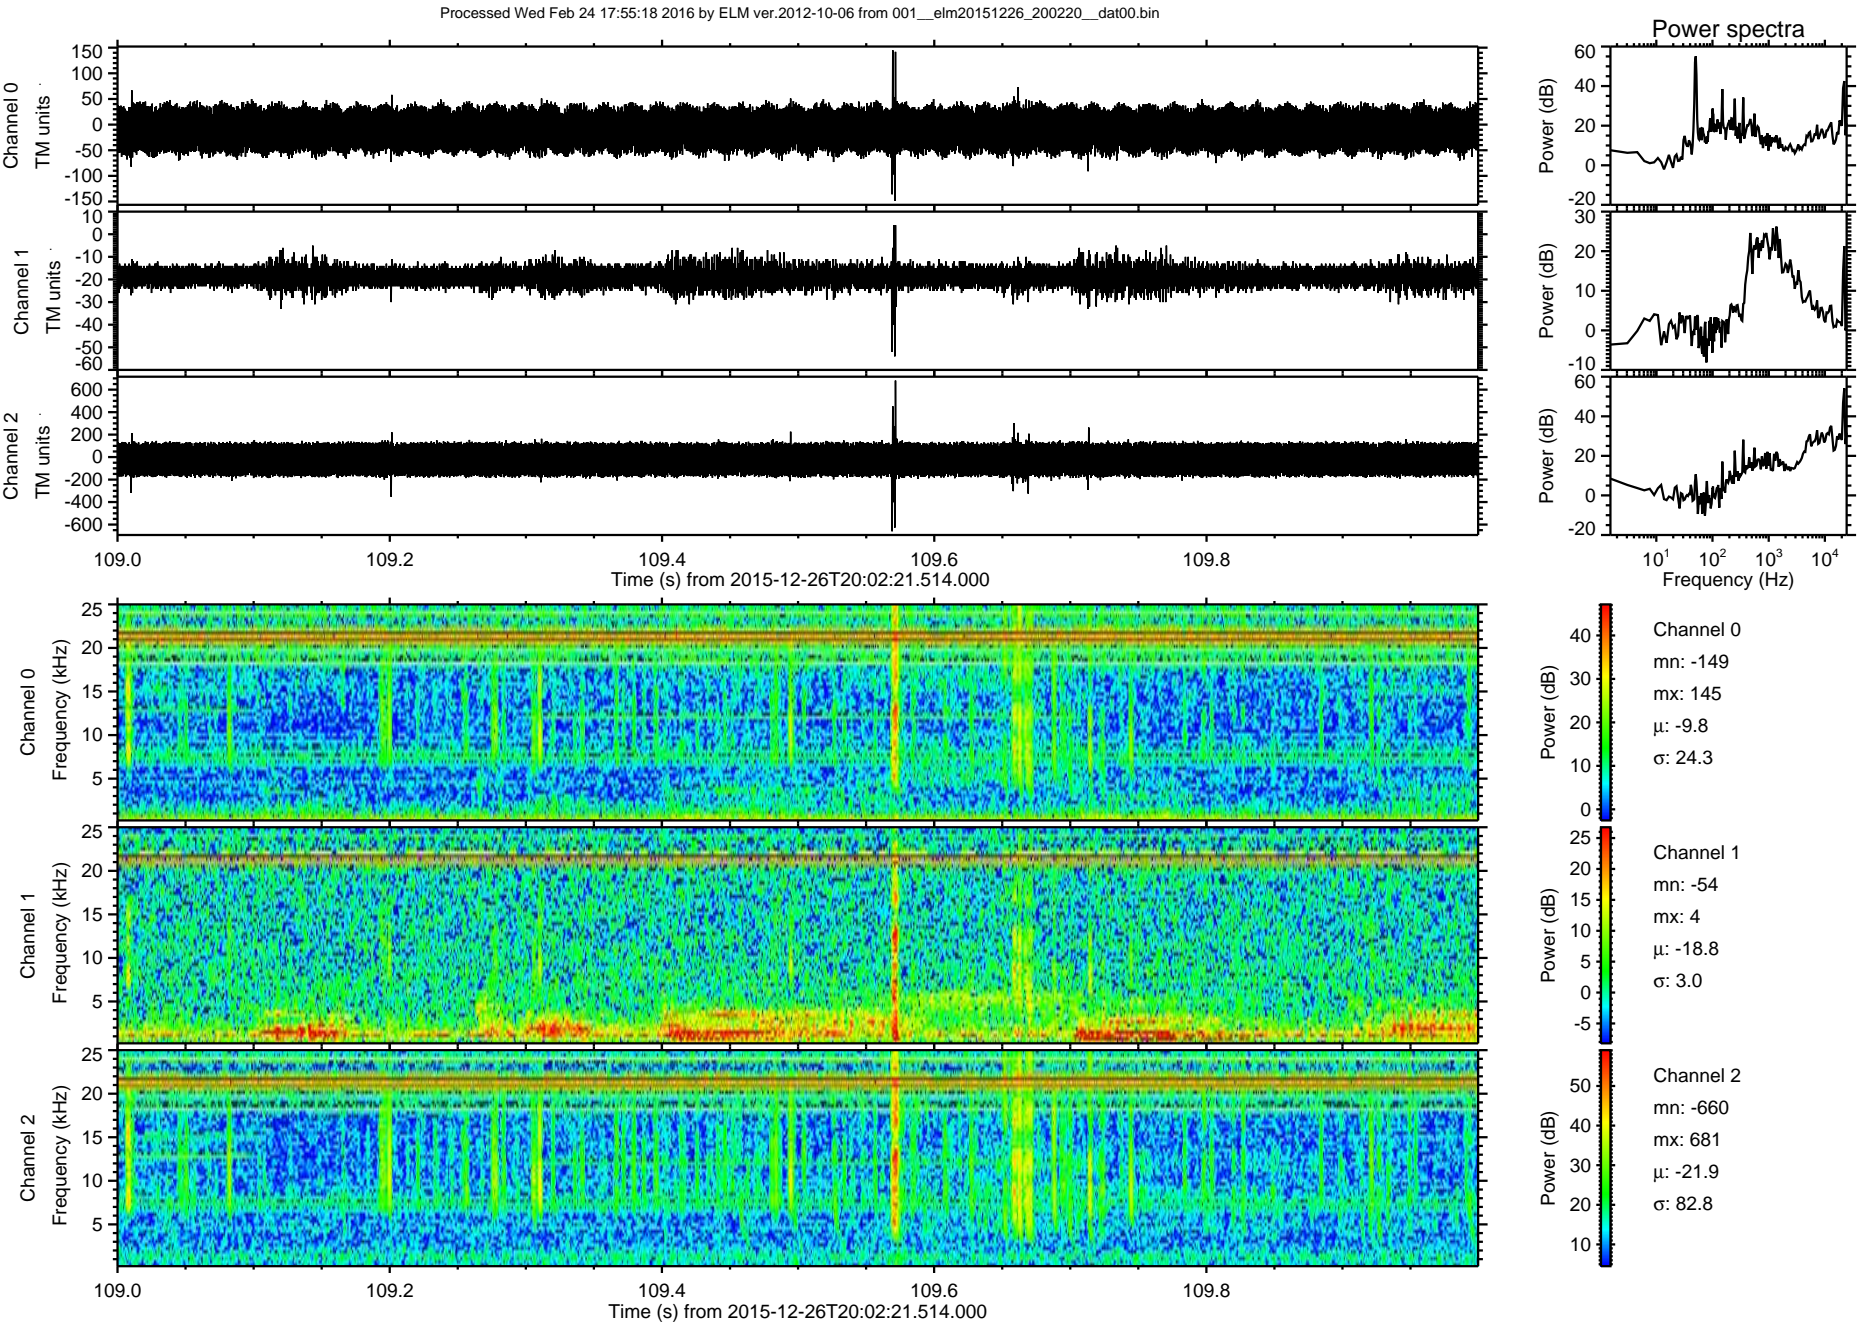 Processed Wed Feb 24 17:55:18 2016 by ELM ver.2012-10-06 from 001__elm20151226_200220__dat00.bin
Power spectra
Channel 0
TM units
150
100
50
0
-50
-100
-150
Power (dB)
60
40
20
0
-20
Channel 1
TM units
10
0
-10
-20
-30
-40
-50
-60
Power (dB)
30
20
10
0
-10
Channel 2
TM units
600
400
200
0
-200
-400
-600
Power (dB)
60
40
20
0
-20
109.0 109.2 109.4 109.6 109.8
Time (s) from 2015-12-26T20:02:21.514.000
10¹ 10² 10³ 10⁴
Frequency (Hz)
Channel 0
Frequency (kHz)
25
20
15
10
5
Power (dB)
40
30
20
10
0
Channel 0
mn: -149
mx: 145
μ: -9.8
σ: 24.3
Channel 1
Frequency (kHz)
25
20
15
10
5
Power (dB)
25
20
15
10
5
0
-5
Channel 1
mn: -54
mx: 4
μ: -18.8
σ: 3.0
Channel 2
Frequency (kHz)
25
20
15
10
5
Power (dB)
50
40
30
20
10
Channel 2
mn: -660
mx: 681
μ: -21.9
σ: 82.8
109.0 109.2 109.4 109.6 109.8
Time (s) from 2015-12-26T20:02:21.514.000